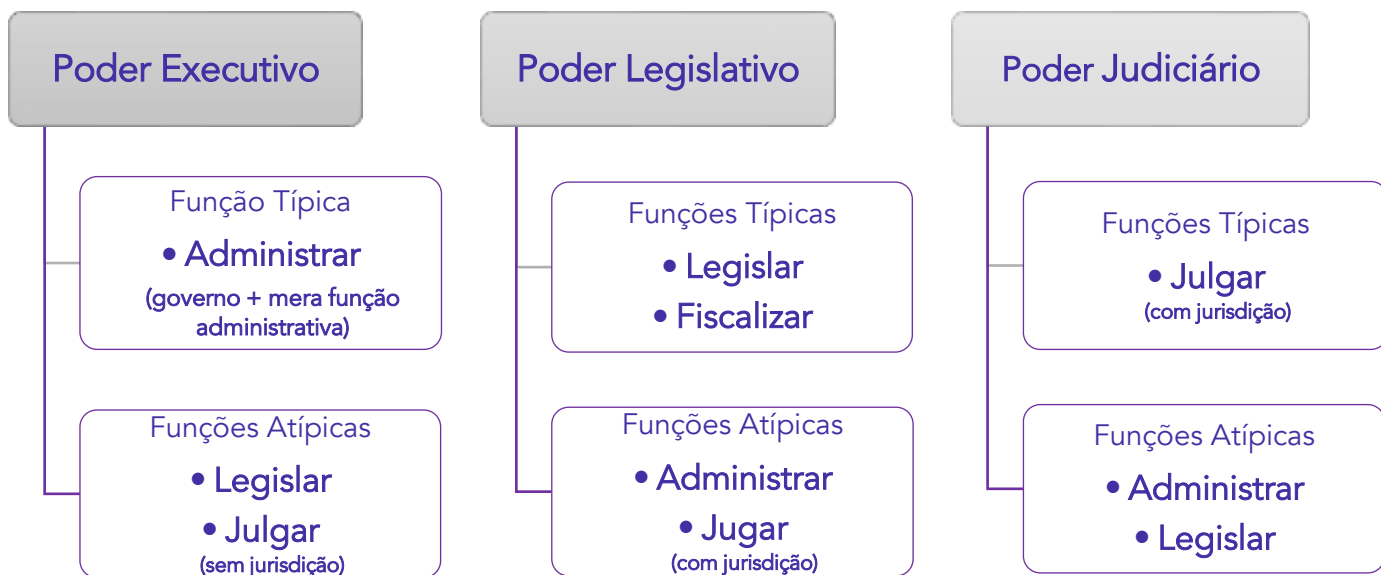 Poder Executivo
Função Típica
• Administrar
(governo + mera função
administrativa)
Funções Atípicas
• Legislar
• Julgar
(sem jurisdição)
Poder Legislativo
Funções Típicas
• Legislar
• Fiscalizar
Funções Atípicas
• Administrar
• Jugar
(com jurisdição)
Poder Judiciário
Funções Típicas
• Julgar
(com jurisdição)
Funções Atípicas
• Administrar
• Legislar